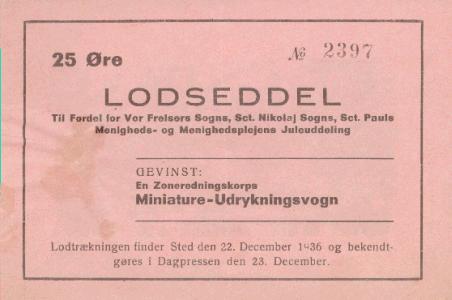 25 Øre
№ 2397
LODSEDDEL
Til Fordel for Vor Frelsers Sogns, Sct. Nikolaj Sogns, Sct. Pauls
Menigheds- og Menighedsplejens Juleuddeling
GEVINST:
En Zoneredningskorps
Miniature-Udrykningsvogn
Lodtrækningen finder Sted den 22. December 1936 og bekendt-
gøres i Dagpressen den 23. December.